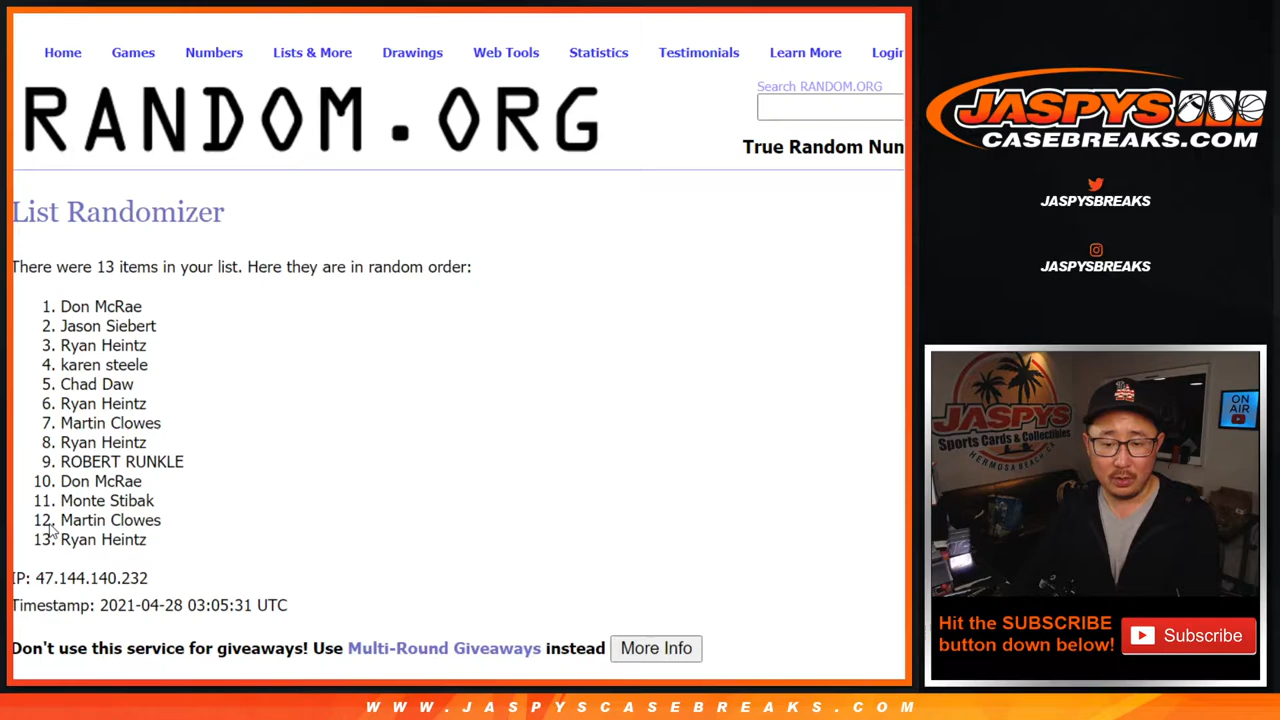 Home Games Numbers Lists & More Drawings Web Tools Statistics Testimonials Learn More Login
Search RANDOM.ORG
RANDOM.ORG
True Random Num
List Randomizer
There were 13 items in your list. Here they are in random order:
1. Don McRae
2. Jason Siebert
3. Ryan Heintz
4. karen steele
5. Chad Daw
6. Ryan Heintz
7. Martin Clowes
8. Ryan Heintz
9. ROBERT RUNKLE
10. Don McRae
11. Monte Stibak
12. Martin Clowes
13. Ryan Heintz
IP: 47.144.140.232
Timestamp: 2021-04-28 03:05:31 UTC
Don't use this service for giveaways! Use Multi-Round Giveaways instead More Info
JASPYS
CASEBREAKS.COM
JASPYSBREAKS
JASPYSBREAKS
JASPYS
Sports Cards & Collectibles
HERMOSA BEACH CA
ON
AIR
Hit the SUBSCRIBE
button down below!
Subscribe
WWW.JASPYSCASEBREAKS.COM